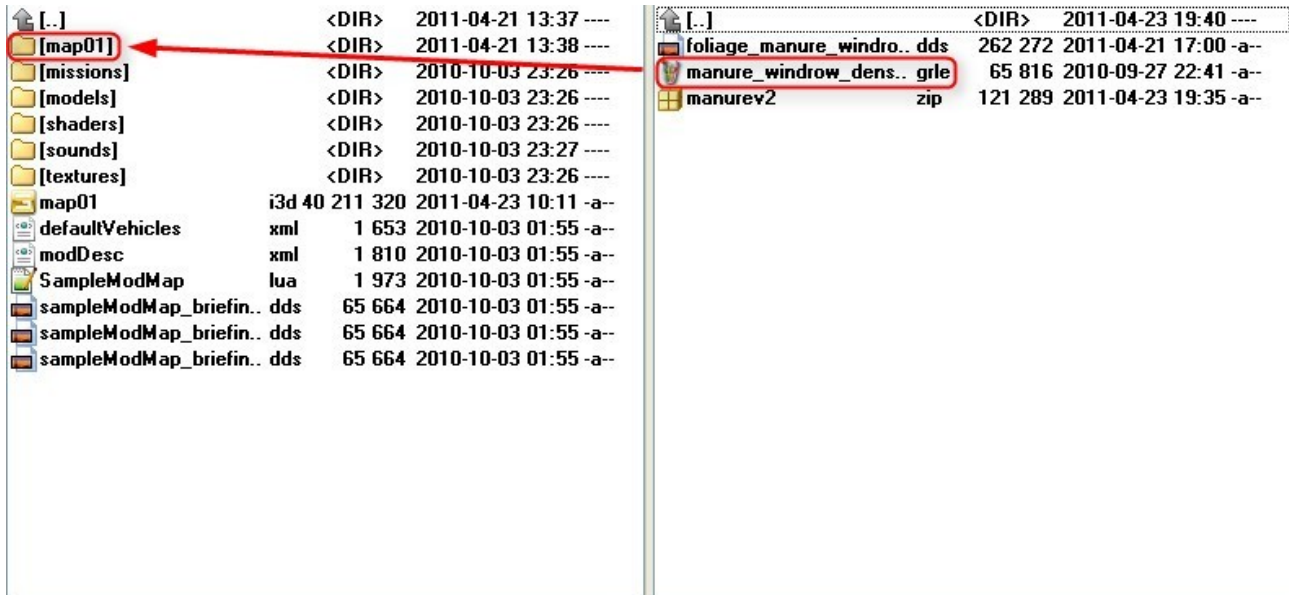 [..] <DIR> 2011-04-21 13:37 ----
[map01] <DIR> 2011-04-21 13:38 ----
[missions] <DIR> 2010-10-03 23:26 ----
[models] <DIR> 2010-10-03 23:26 ----
[shaders] <DIR> 2010-10-03 23:26 ----
[sounds] <DIR> 2010-10-03 23:27 ----
[textures] <DIR> 2010-10-03 23:26 ----
map01 i3d 40 211 320 2011-04-23 10:11 -a--
defaultVehicles xml 1 653 2010-10-03 01:55 -a--
modDesc xml 1 810 2010-10-03 01:55 -a--
SampleModMap lua 1 973 2010-10-03 01:55 -a--
sampleModMap_briefin.. dds 65 664 2010-10-03 01:55 -a--
sampleModMap_briefin.. dds 65 664 2010-10-03 01:55 -a--
sampleModMap_briefin.. dds 65 664 2010-10-03 01:55 -a--
[..] <DIR> 2011-04-23 19:40 ----
foliage_manure_windro.. dds 262 272 2011-04-21 17:00 -a--
manure_windrow_dens.. grle 65 816 2010-09-27 22:41 -a--
manurev2 zip 121 289 2011-04-23 19:35 -a--